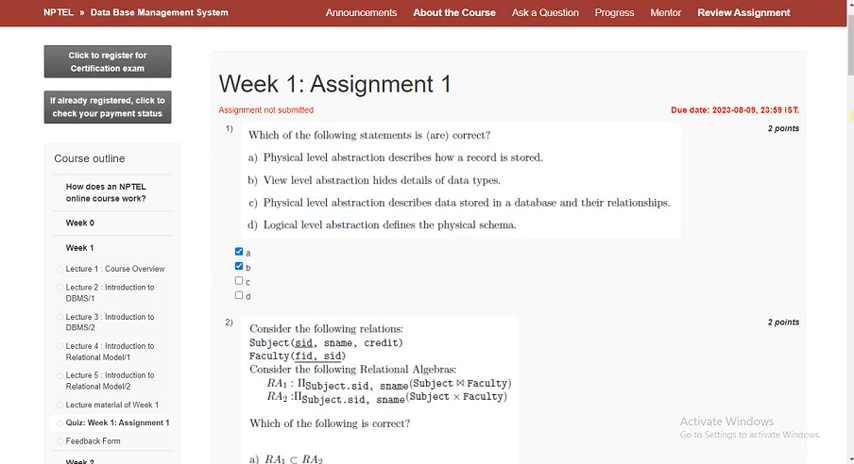 NPTEL » Data Base Management System
Announcements About the Course Ask a Question Progress Mentor Review Assignment
Click to register for
Certification exam
If already registered, click to
check your payment status
Course outline
How does an NPTEL
online course work?
Week 0
Week 1
Lecture 1 : Course Overview
Lecture 2 : Introduction to
DBMS/1
Lecture 3 : Introduction to
DBMS/2
Lecture 4 : Introduction to
Relational Model/1
Lecture 5 : Introduction to
Relational Model/2
Lecture material of Week 1
Quiz: Week 1: Assignment 1
Feedback Form
Week 2
Week 1: Assignment 1
Assignment not submitted
Due date: 2023-08-09, 23:59 IST.
1) Which of the following statements is (are) correct?
2 points
a) Physical level abstraction describes how a record is stored.
b) View level abstraction hides details of data types.
c) Physical level abstraction describes data stored in a database and their relationships.
d) Logical level abstraction defines the physical schema.
a
b
c
d
2) Consider the following relations:
2 points
Subject(sid, sname, credit)
Faculty(fid, sid)
Consider the following Relational Algebras:
RA₁ : ΠSubject.sid, sname(Subject ⋈ Faculty)
RA₂ :ΠSubject.sid, sname(Subject × Faculty)
Which of the following is correct?
a) RA₁ ⊂ RA₂
Activate Windows
Go to Settings to activate Windows.